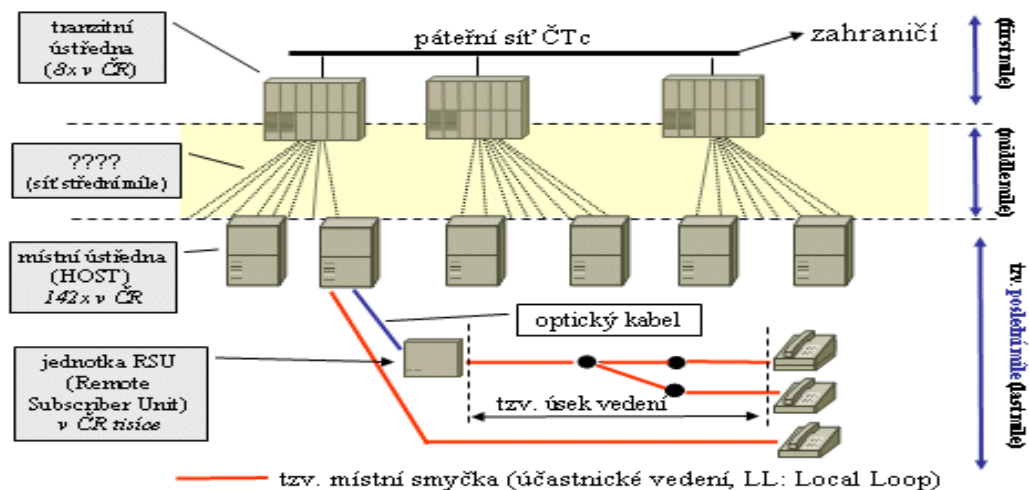 tranzitní
ústředna
(8x v ČR)
páteřní síť ČTc
zahraničí
(first mile)
????
(síť střední míle)
(middle mile)
místní ústředna
(HOST)
142x v ČR
optický kabel
jednotka RSU
(Remote
Subscriber Unit)
v ČR tisíce
tzv. úsek vedení
tzv. poslední míle (last mile)
tzv. místní smyčka (účastnické vedení, LL: Local Loop)